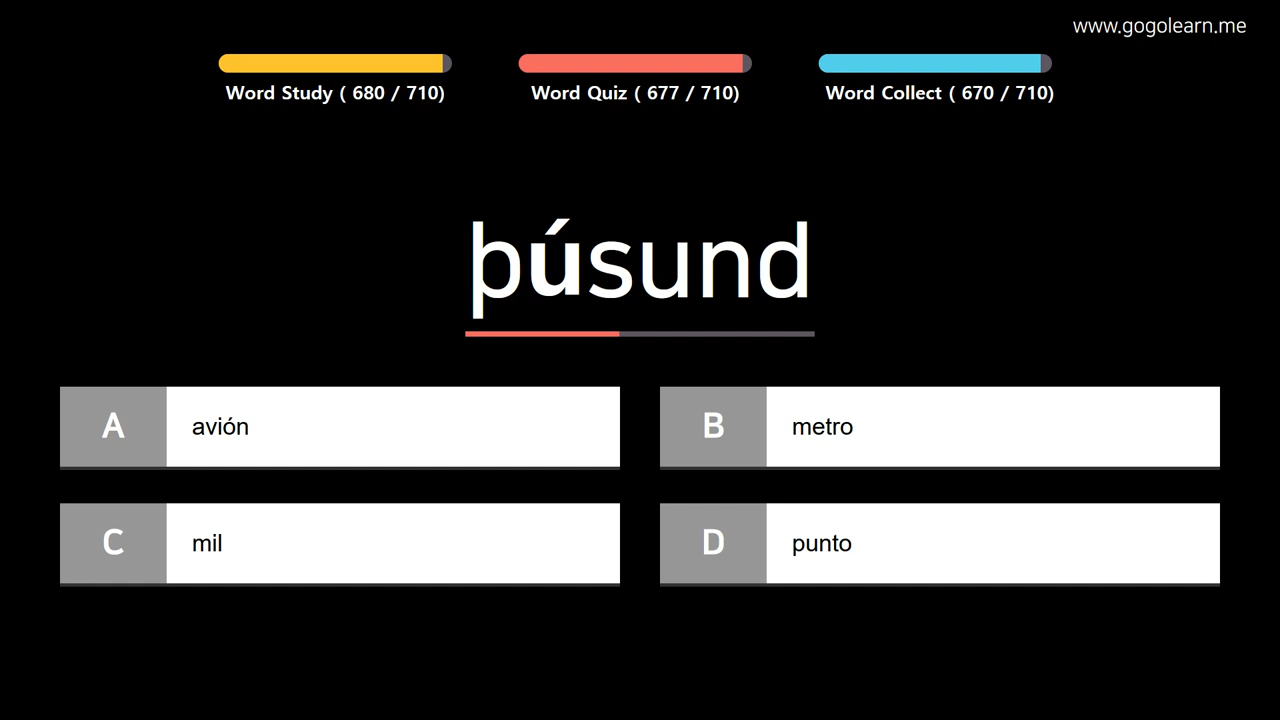 www.gogolearn.me
Word Study ( 680 / 710)
Word Quiz ( 677 / 710)
Word Collect ( 670 / 710)
þúsund
A avión
B metro
C mil
D punto